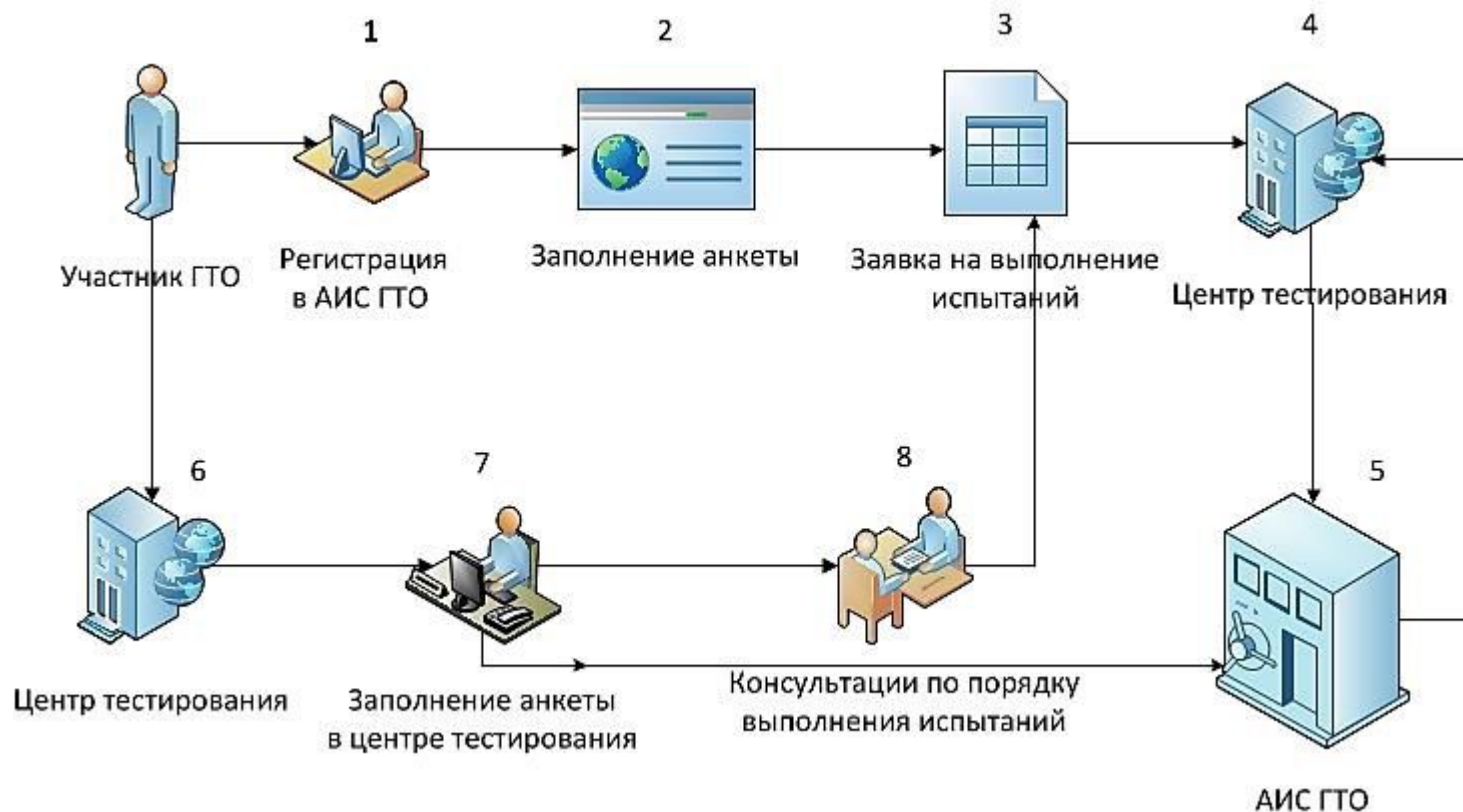 1
2
3
4
Участник ГТО
Регистрация
в АИС ГТО
Заполнение анкеты
Заявка на выполнение
испытаний
Центр тестирования
6
7
8
5
Центр тестирования
Заполнение анкеты
в центре тестирования
Консультации по порядку
выполнения испытаний
АИС ГТО